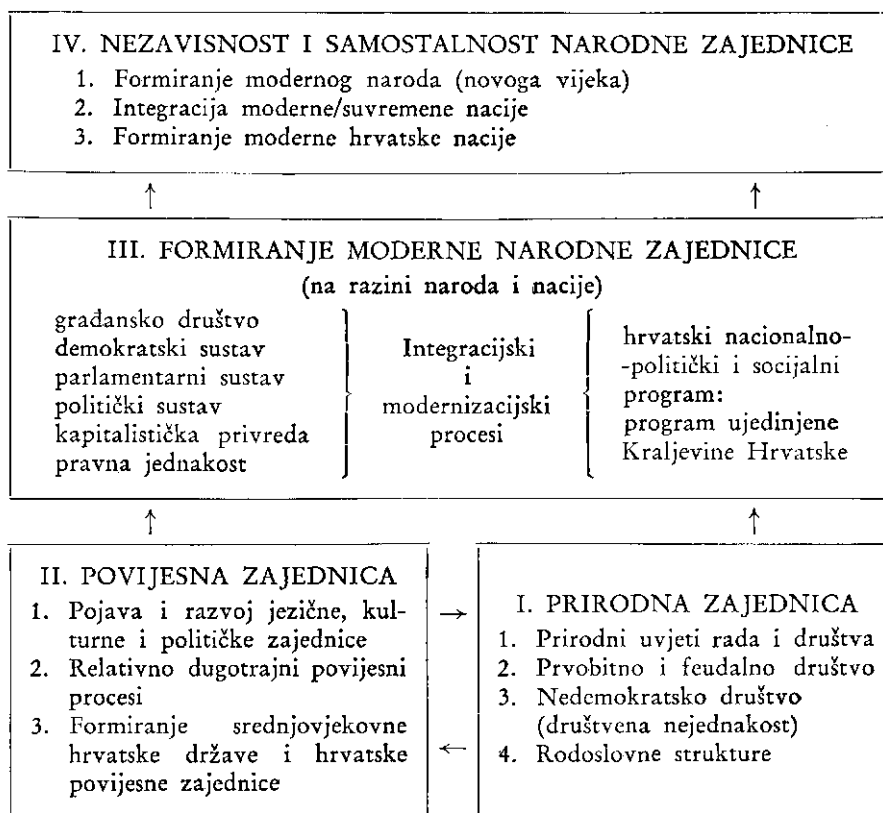 IV. NEZAVISNOST I SAMOSTALNOST NARODNE ZAJEDNICE
1. Formiranje modernog naroda (novoga vijeka)
2. Integracija moderne/suvremene nacije
3. Formiranje moderne hrvatske nacije
↑ ↑
III. FORMIRANJE MODERNE NARODNE ZAJEDNICE
(na razini naroda i nacije)
građansko društvo
demokratski sustav
parlamentarni sustav
politički sustav
kapitalistička privreda
pravna jednakost
Integracijski
i
modernizacijski
procesi
hrvatski nacionalno-
-politički i socijalni
program:
program ujedinjene
Kraljevine Hrvatske
↑ ↑
II. POVIJESNA ZAJEDNICA
1. Pojava i razvoj jezične, kul-
turne i političke zajednice
2. Relativno dugotrajni povijesni
procesi
3. Formiranje srednjovjekovne
hrvatske države i hrvatske
povijesne zajednice
→
←
I. PRIRODNA ZAJEDNICA
1. Prirodni uvjeti rada i društva
2. Prvobitno i feudalno društvo
3. Nedemokratsko društvo
(društvena nejednakost)
4. Rodoslovne strukture